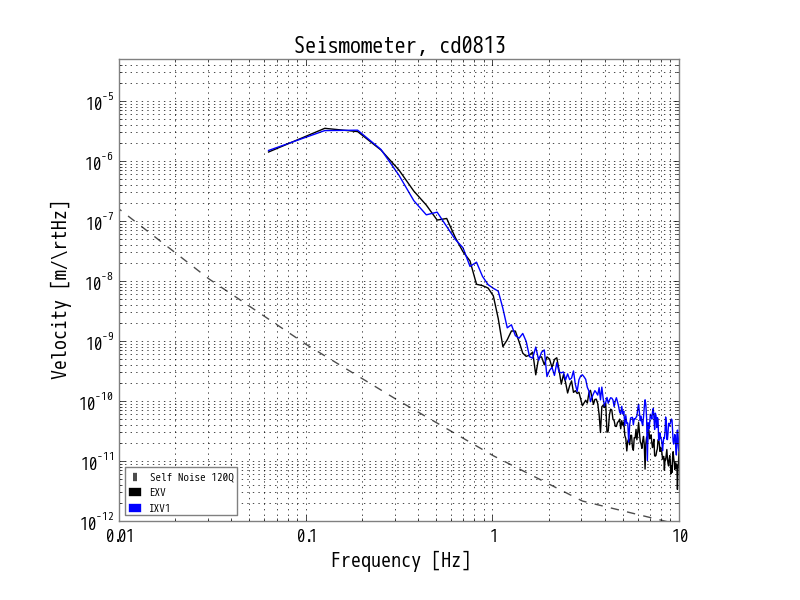 Seismometer, cd0813
Velocity [m/\rtHz]
10^-5
10^-6
10^-7
10^-8
10^-9
10^-10
10^-11
10^-12
Self Noise 120Q
EXV
IXV1
0.01 0.1 1 10
Frequency [Hz]